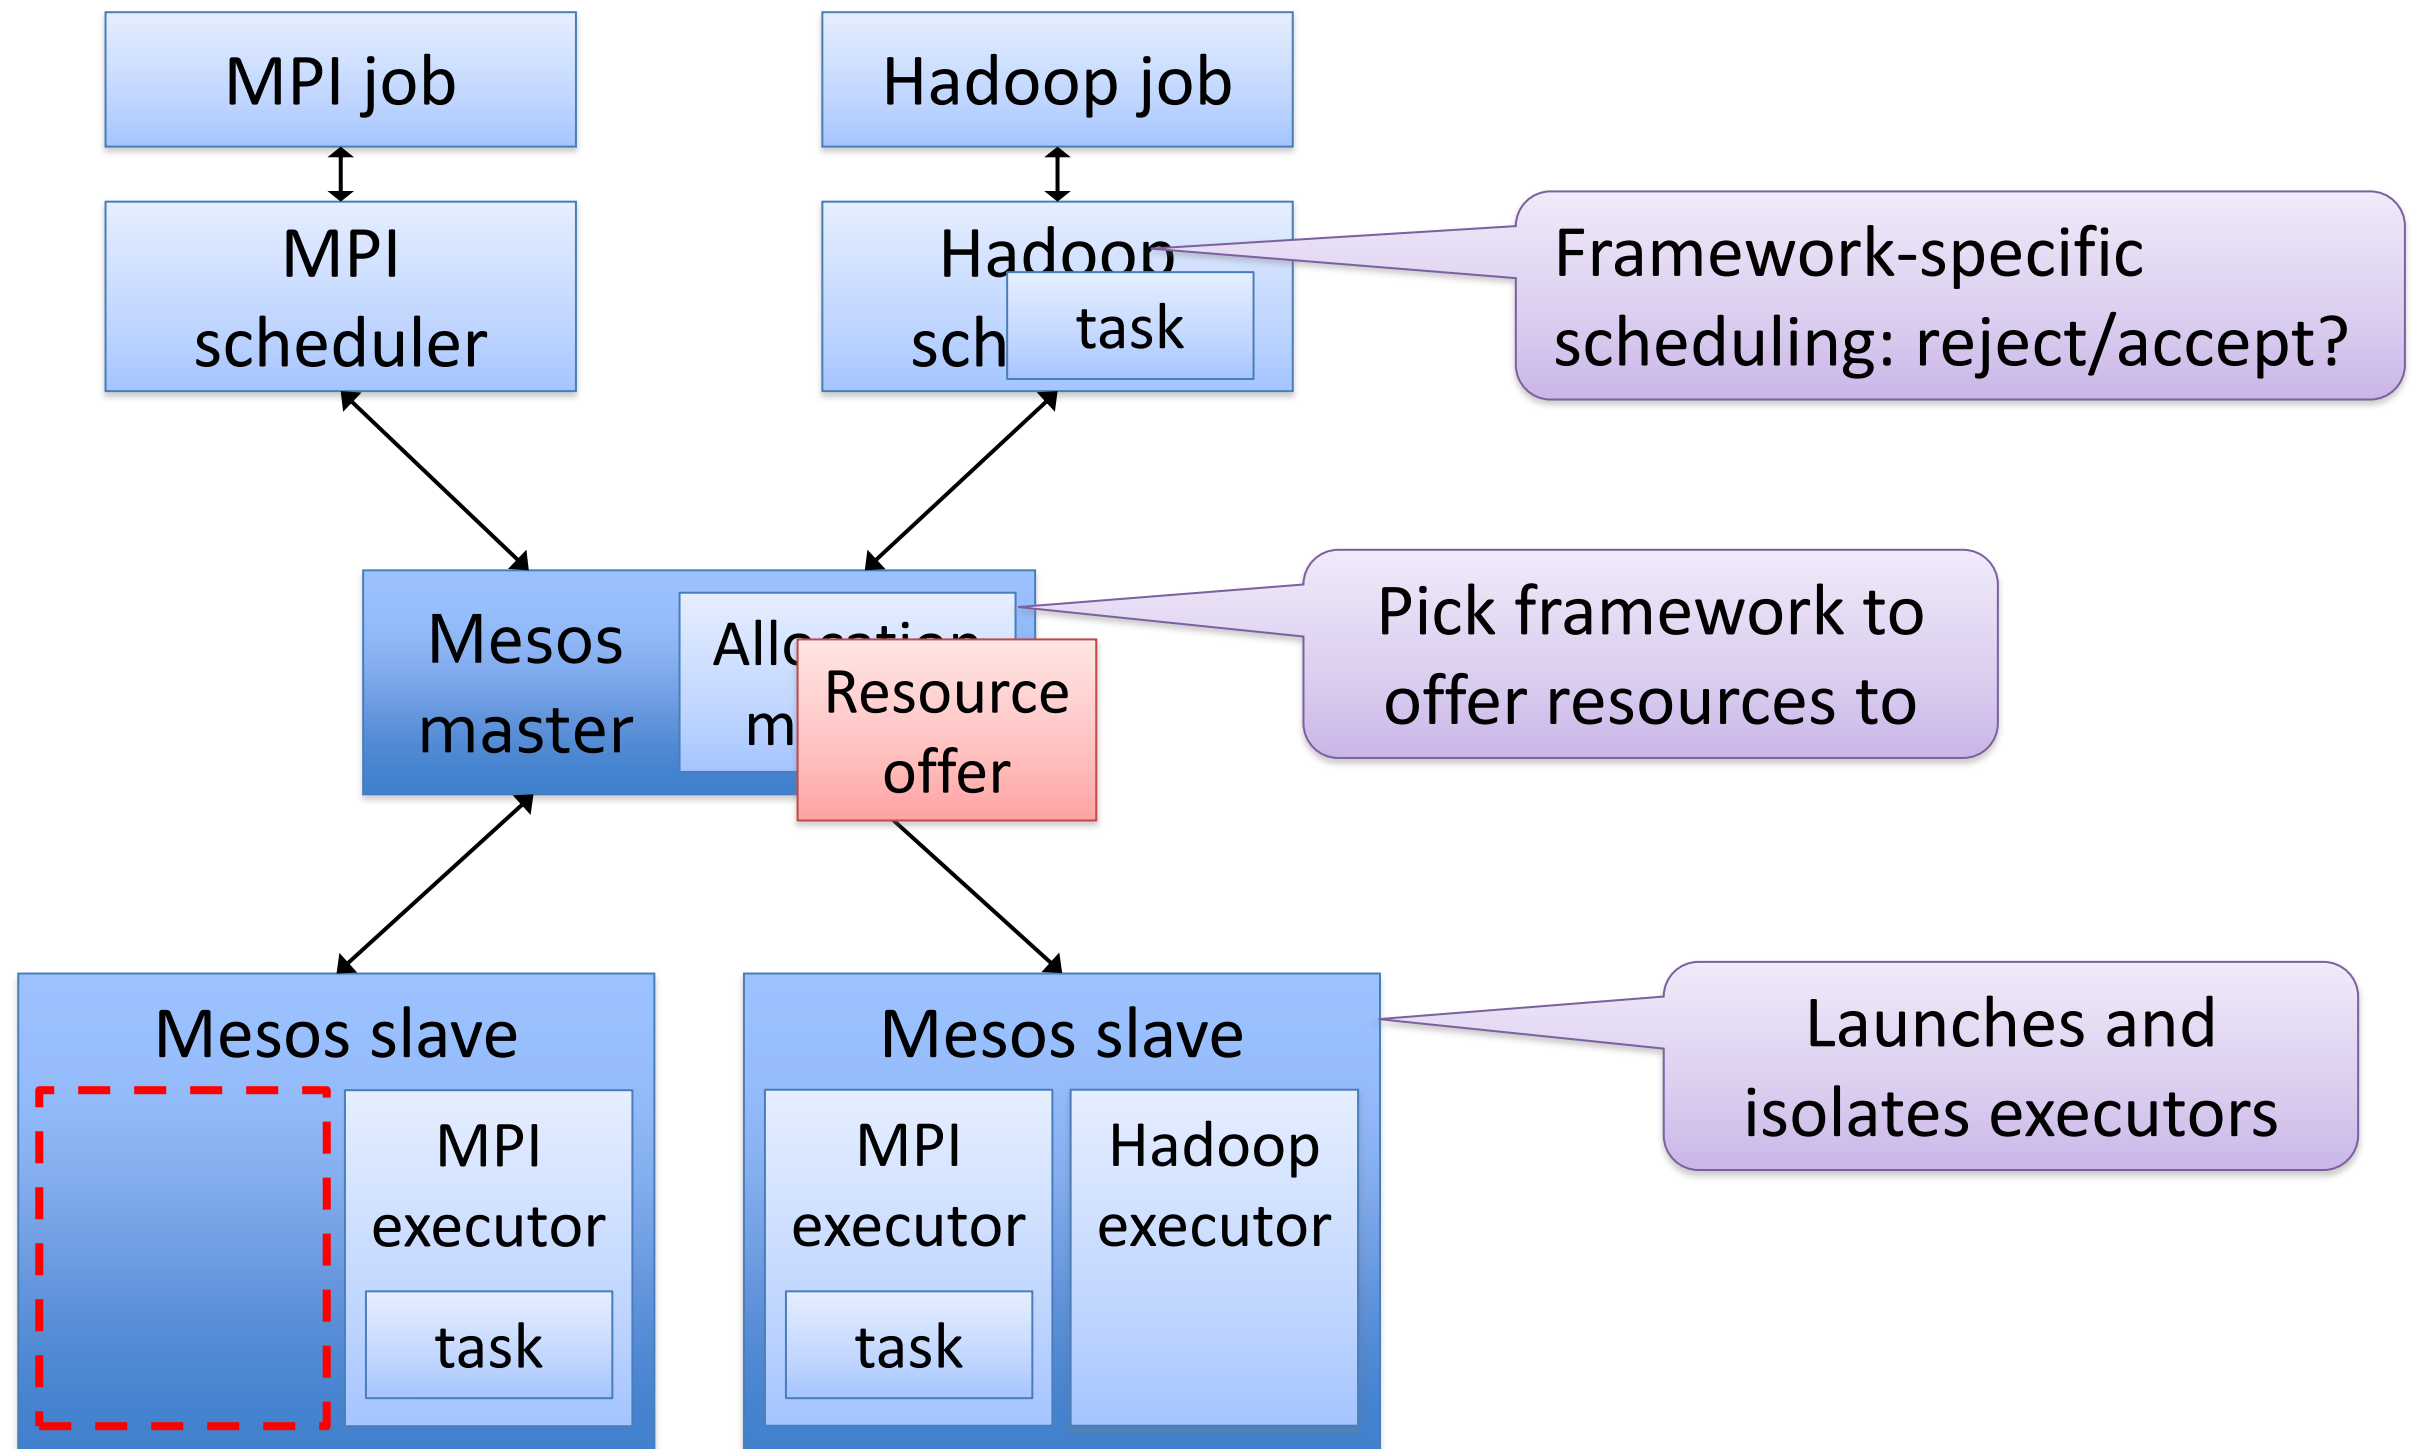 MPI job
Hadoop job
MPI
scheduler
Hadoop
sch
task
Framework-specific
scheduling: reject/accept?
Mesos
master
Allocation
m
Resource
offer
Pick framework to
offer resources to
Mesos slave
MPI
executor
task
Mesos slave
MPI
executor
task
Hadoop
executor
Launches and
isolates executors